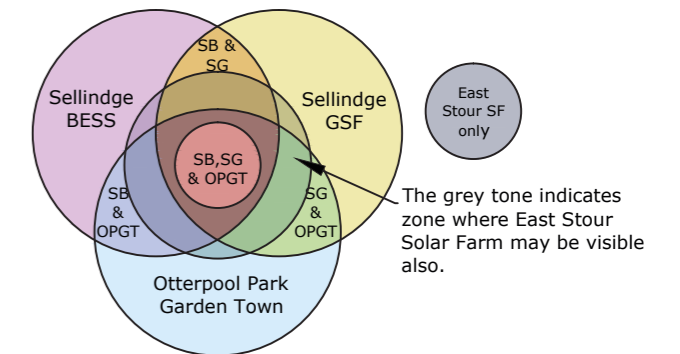 SB &
SG
Sellindge
BESS
Sellindge
GSF
East
Stour SF
only
SB,SG
& OPGT
SB
&
OPGT
SG
&
OPGT
The grey tone indicates
zone where East Stour
Solar Farm may be visible
also.
Otterpool Park
Garden Town